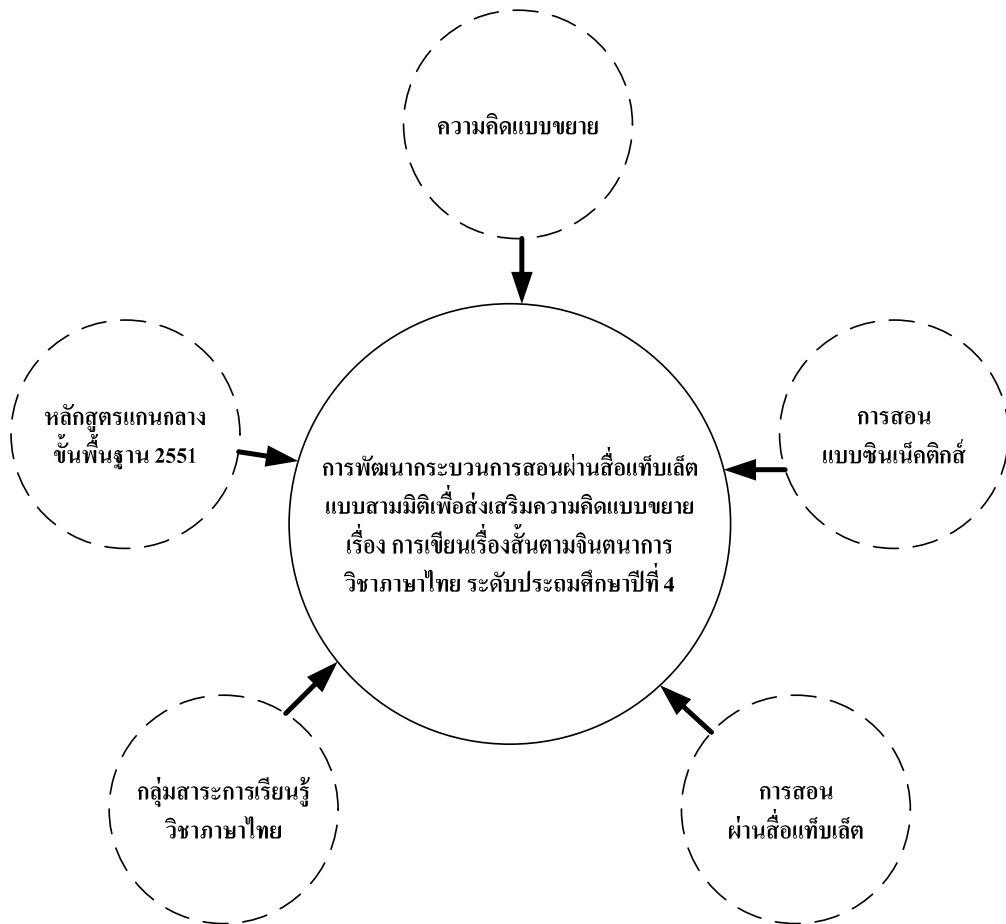 ความคิดแบบขยาย
หลักสูตรแกนกลาง
ขั้นพื้นฐาน 2551
การสอน
แบบซินเน็คติกส์
การพัฒนากระบวนการสอนผ่านสื่อแท็บเล็ต
แบบสามมิติเพื่อส่งเสริมความคิดแบบขยาย
เรื่อง การเขียนเรื่องสั้นตามจินตนาการ
วิชาภาษาไทย ระดับประถมศึกษาปีที่ 4
กลุ่มสาระการเรียนรู้
วิชาภาษาไทย
การสอน
ผ่านสื่อแท็บเล็ต